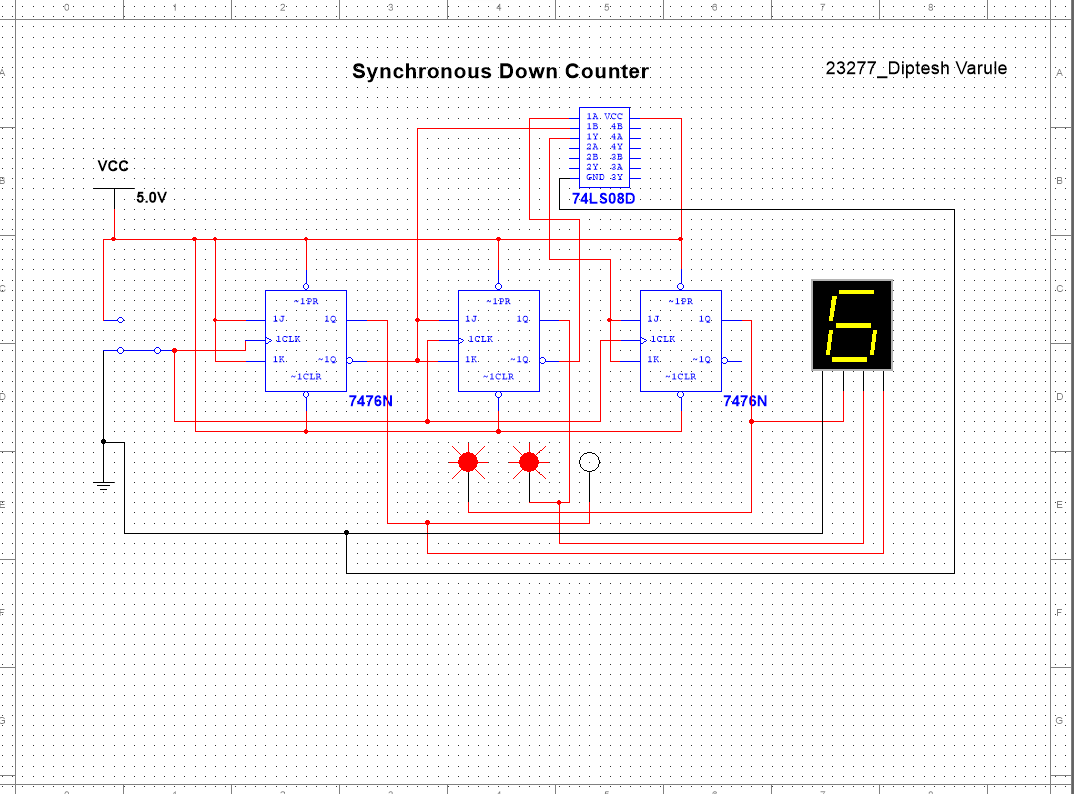 0 1 2 3 4 5 6 7 8
Synchronous Down Counter
23277_Diptesh Varule
A A
1A VCC
1B 4B
1Y 4A
2A 4Y
2B 3B
2Y 3A
GND 3Y
74LS08D
VCC
5.0V
B B
~1PR ~1PR ~1PR
1J 1Q 1J 1Q 1J 1Q
1CLK 1CLK 1CLK
1K ~1Q 1K ~1Q 1K ~1Q
~1CLR ~1CLR ~1CLR
7476N 7476N
6
C C
D D
E E
F F
G G